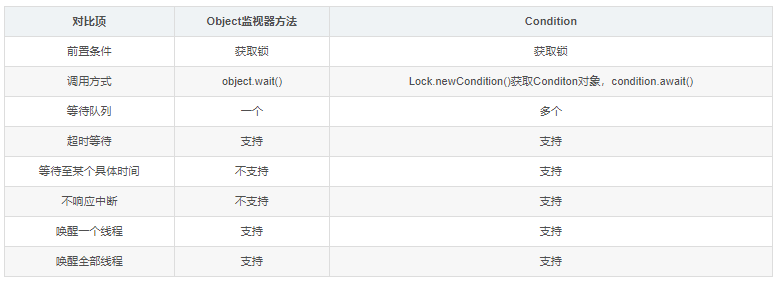 对比项 Object监视器方法 Condition
前置条件 获取锁 获取锁
调用方式 object.wait() Lock.newCondition()获取Conditon对象，condition.await()
等待队列 一个 多个
超时等待 支持 支持
等待至某个具体时间 不支持 支持
不响应中断 不支持 支持
唤醒一个线程 支持 支持
唤醒全部线程 支持 支持